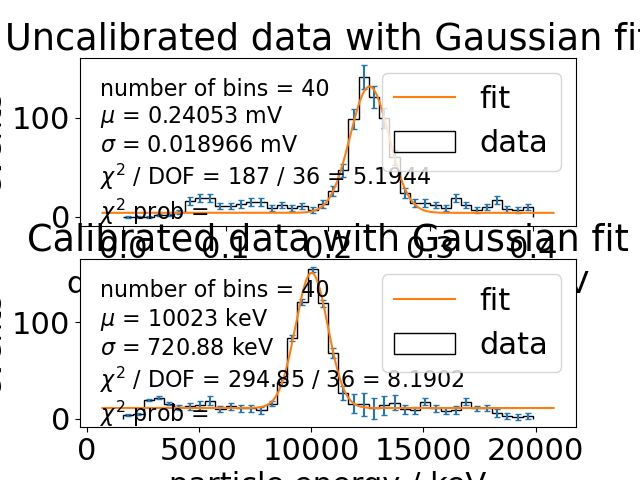 Uncalibrated data with Gaussian fit
number of bins = 40
μ = 0.24053 mV
σ = 0.018966 mV
χ² / DOF = 187 / 36 = 5.1944
χ² prob =
fit
data
100
0
0.0 0.1 0.2 0.3 0.4
Calibrated data with Gaussian fit
number of bins = 40
μ = 10023 keV
σ = 720.88 keV
χ² / DOF = 294.85 / 36 = 8.1902
χ² prob =
fit
data
100
0
0 5000 10000 15000 20000
particle energy / keV